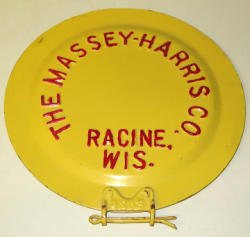 THE MASSEY-HARRIS CO.
RACINE,
WIS.